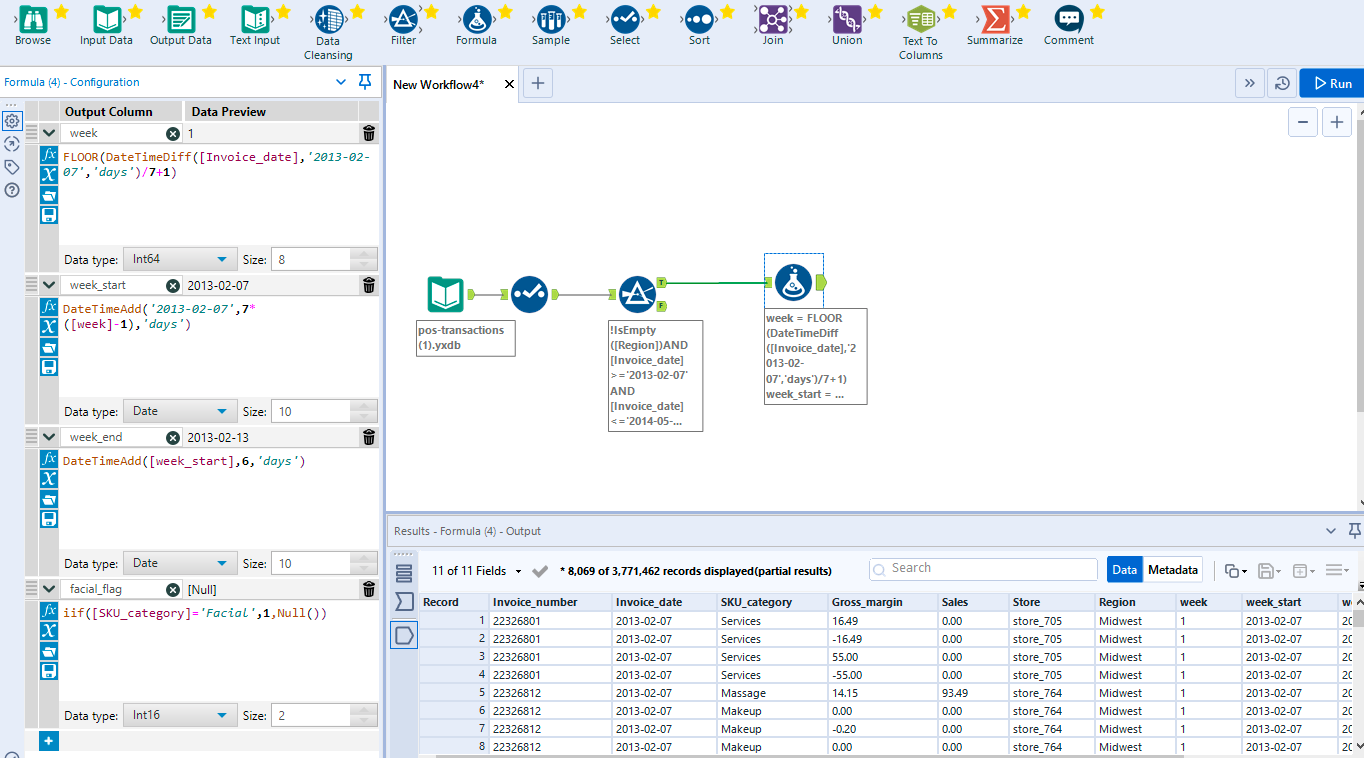 Browse
Input Data
Output Data
Text Input
Data
Cleansing
Filter
Formula
Sample
Select
Sort
Join
Union
Text To
Columns
Summarize
Comment
Formula (4) - Configuration
Output Column
Data Preview
week
1
FLOOR(DateTimeDiff([Invoice_date],'2013-02-
07','days')/7+1)
Data type:
Int64
Size:
8
week_start
2013-02-07
DateTimeAdd('2013-02-07',7*
([week]-1),'days')
Data type:
Date
Size:
10
week_end
2013-02-13
DateTimeAdd([week_start],6,'days')
Data type:
Date
Size:
10
facial_flag
[Null]
iif([SKU_category]='Facial',1,Null())
Data type:
Int16
Size:
2
New Workflow4*
Run
pos-transactions
(1).yxdb
T
F
!IsEmpty
([Region])AND
[Invoice_date]
>='2013-02-07'
AND
[Invoice_date]
<='2014-05-...
week = FLOOR
(DateTimeDiff
([Invoice_date],'2
013-02-
07','days')/7+1)
week_start = ...
Results - Formula (4) - Output
11 of 11 Fields
* 8,069 of 3,771,462 records displayed(partial results)
Search
Data
Metadata
Record Invoice_number Invoice_date SKU_category Gross_margin Sales Store Region week week_start we
1 22326801 2013-02-07 Services 16.49 0.00 store_705 Midwest 1 2013-02-07 20
2 22326801 2013-02-07 Services -16.49 0.00 store_705 Midwest 1 2013-02-07 20
3 22326801 2013-02-07 Services 55.00 0.00 store_705 Midwest 1 2013-02-07 20
4 22326801 2013-02-07 Services -55.00 0.00 store_705 Midwest 1 2013-02-07 20
5 22326812 2013-02-07 Massage 14.15 93.49 store_764 Midwest 1 2013-02-07 20
6 22326812 2013-02-07 Makeup 0.00 0.00 store_764 Midwest 1 2013-02-07 20
7 22326812 2013-02-07 Makeup -0.20 0.00 store_764 Midwest 1 2013-02-07 20
8 22326812 2013-02-07 Makeup 0.00 0.00 store_764 Midwest 1 2013-02-07 20